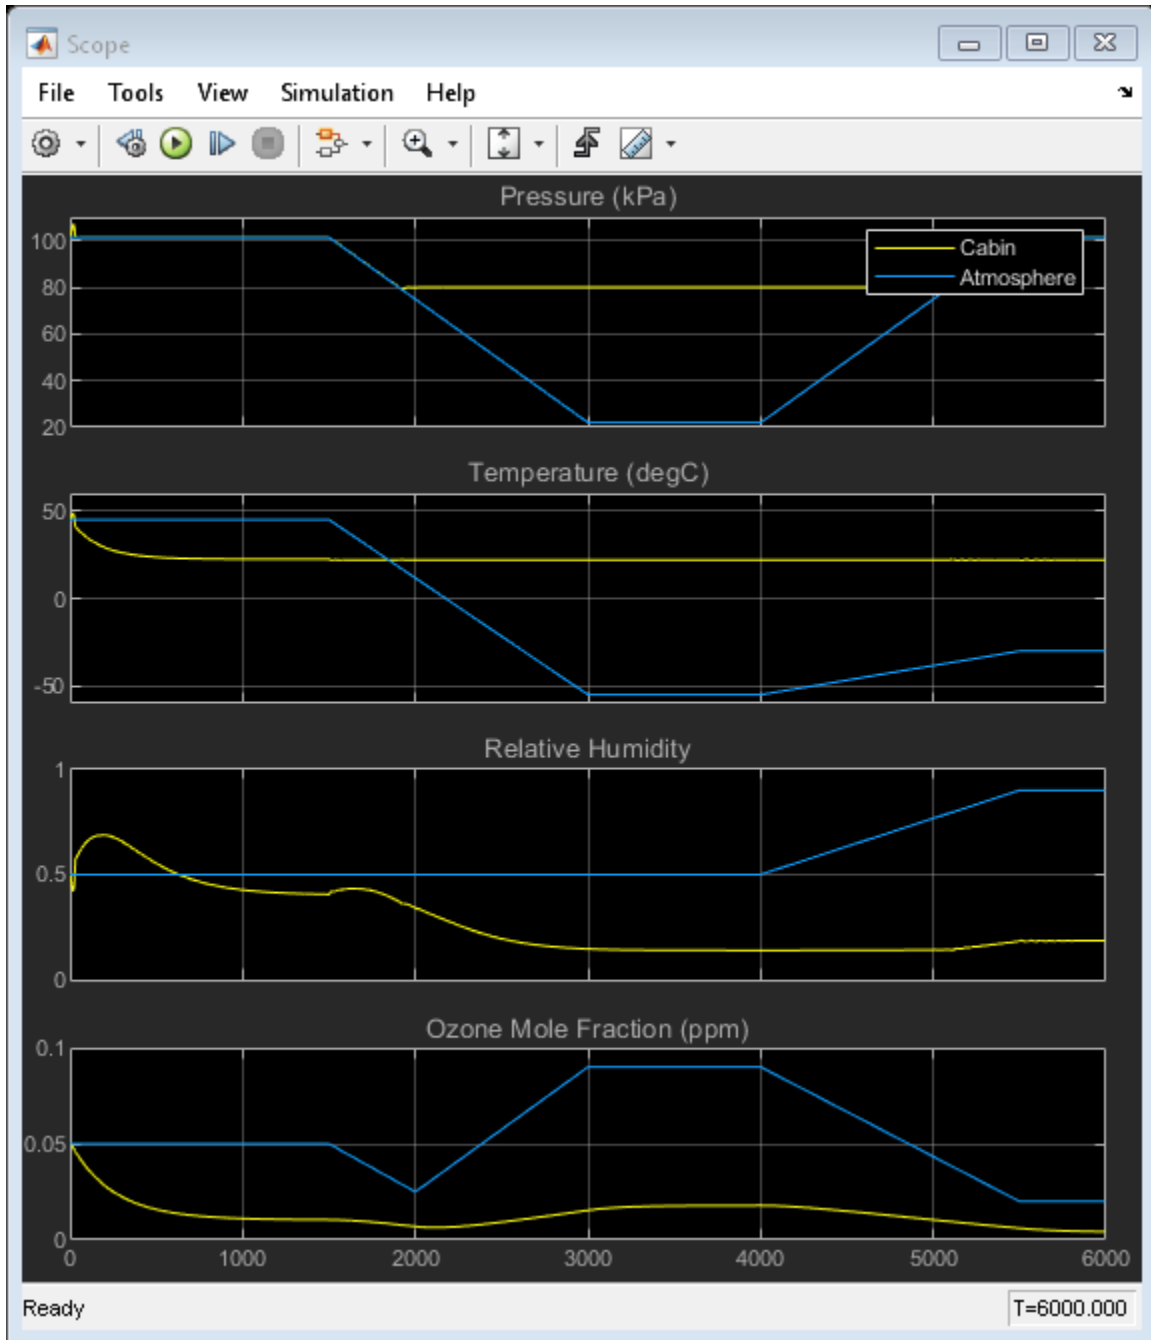 Scope
File Tools View Simulation Help
Pressure (kPa)
100
80
60
40
20
Cabin
Atmosphere
Temperature (degC)
50
0
-50
Relative Humidity
1
0.5
0
Ozone Mole Fraction (ppm)
0.1
0.05
0
0 1000 2000 3000 4000 5000 6000
Ready T=6000.000